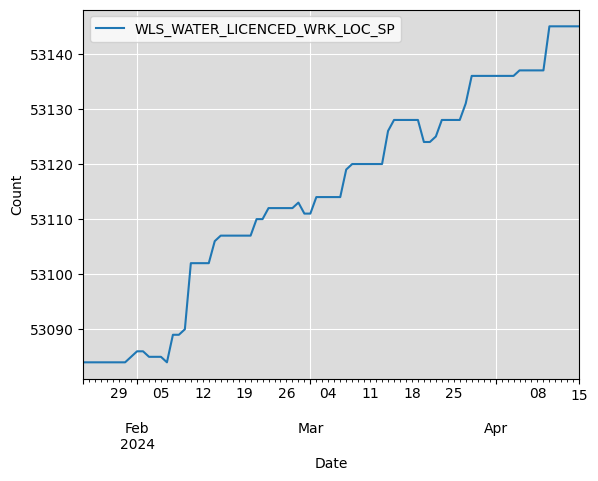 WLS_WATER_LICENCED_WRK_LOC_SP
53140
53130
53120
53110
53100
53090
Count
29 05 12 19 26 04 11 18 25 08 15
Feb Mar Apr
2024
Date